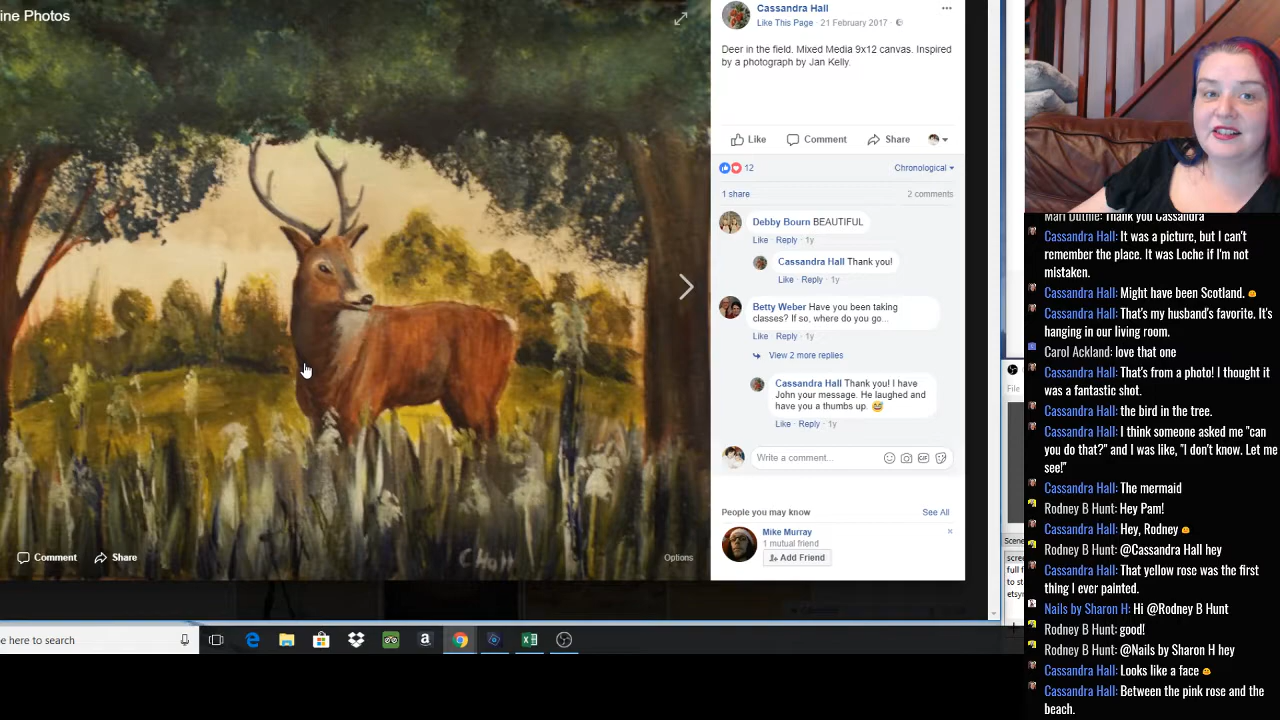 ine Photos
Cassandra Hall
Like This Page · 21 February 2017 ·
Deer in the field. Mixed Media 9x12 canvas. Inspired
by a photograph by Jan Kelly.
Like Comment Share
12
Chronological
1 share
2 comments
Debby Bourn BEAUTIFUL
Like · Reply · 1y
Cassandra Hall Thank you!
Like · Reply · 1y
Betty Weber Have you been taking
classes? If so, where do you go...
Like · Reply · 1y
View 2 more replies
Cassandra Hall Thank you! I have
John your message. He laughed and
have you a thumbs up.
Like · Reply · 1y
Write a comment...
GIF
People you may know
See All
Mike Murray
1 mutual friend
Add Friend
Comment Share
Options
e here to search
File
Scene
full f
to st
etsy
Mari Duthie: Thank you Cassandra
Cassandra Hall: It was a picture, but I can't
remember the place. It was Loche if I'm not
mistaken.
Cassandra Hall: Might have been Scotland.
Cassandra Hall: That's my husband's favorite. It's
hanging in our living room.
Carol Ackland: love that one
Cassandra Hall: That's from a photo! I thought it
was a fantastic shot.
Cassandra Hall: the bird in the tree.
Cassandra Hall: I think someone asked me "can
you do that?" and I was like, "I don't know. Let me
see!"
Cassandra Hall: The mermaid
Rodney B Hunt: Hey Pam!
Cassandra Hall: Hey, Rodney
Rodney B Hunt: @Cassandra Hall hey
Cassandra Hall: That yellow rose was the first
thing I ever painted.
Nails by Sharon H: Hi @Rodney B Hunt
Rodney B Hunt: good!
Rodney B Hunt: @Nails by Sharon H hey
Cassandra Hall: Looks like a face
Cassandra Hall: Between the pink rose and the
beach.